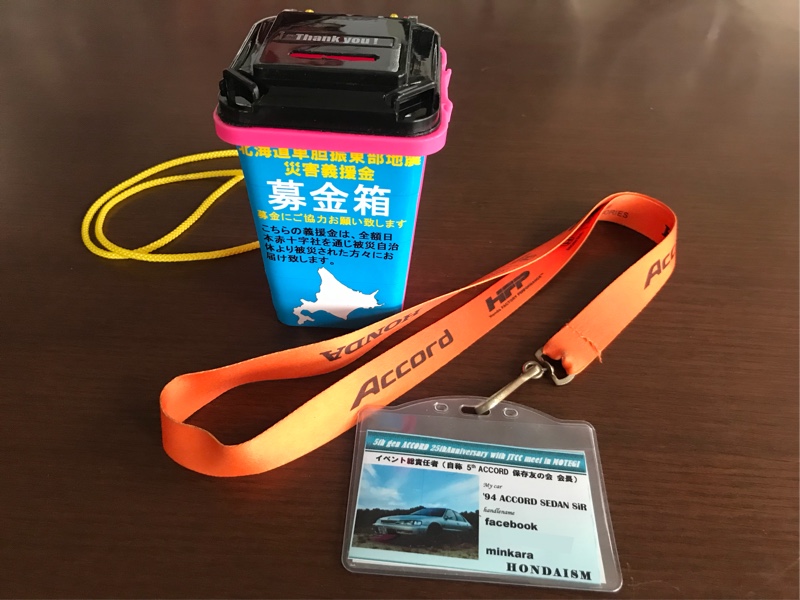 Thank you!
北海道車胆振東部地震
災害義援金
募金箱
募金にご協力お願い致します
こちらの義援金は、全額日
本赤十字社を通じ被災自治
体より被災された方々にお
届け致します。
HONDA
Accord
HPP
Acc
ORIES
5th gen ACCORD 25thAnniversary with JTCC meet in MOTEGI
イベント総責任者（自称 5th ACCORD 保存友の会 会長）
My car
'94 ACCORD SEDAN SiR
handlename
facebook
minkara
HONDAISM